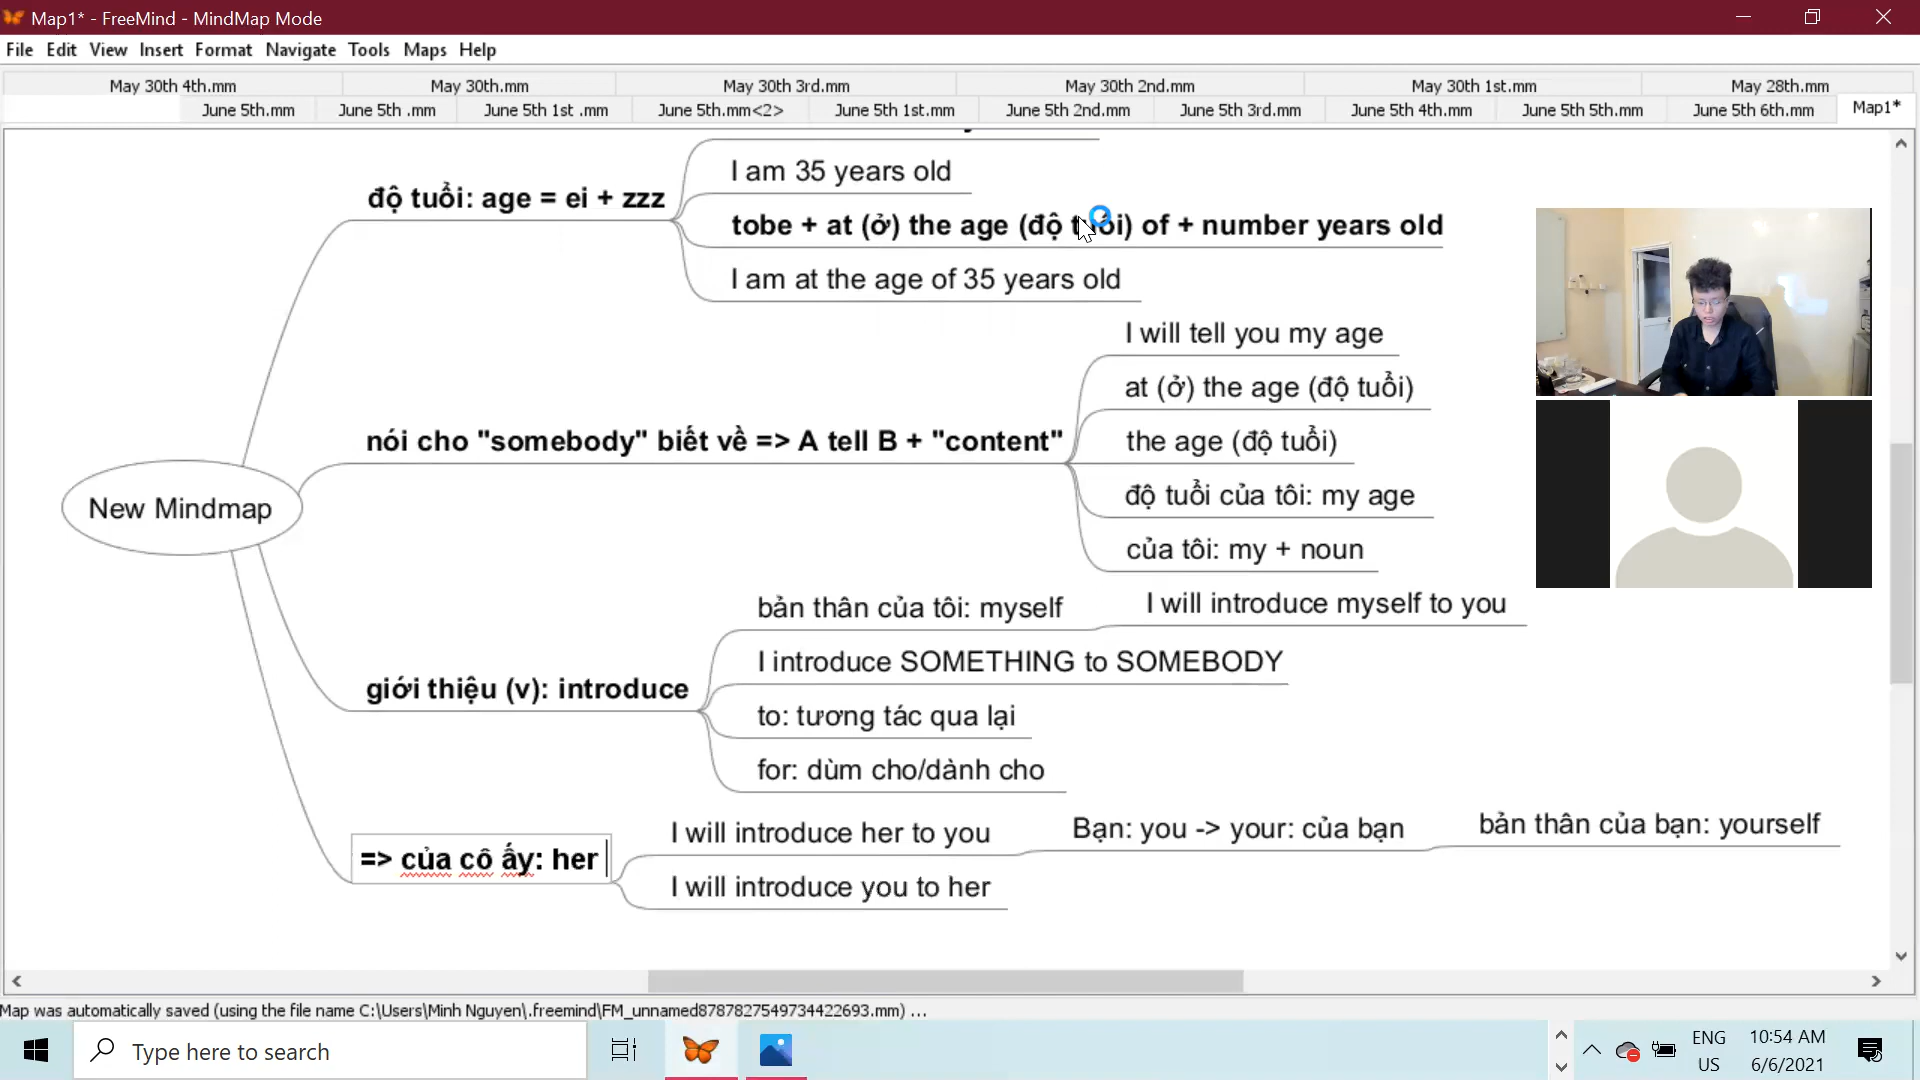 Map1* - FreeMind - MindMap Mode
File Edit View Insert Format Navigate Tools Maps Help
May 30th 4th.mm May 30th.mm May 30th 3rd.mm May 30th 2nd.mm May 30th 1st.mm May 28th.mm
June 5th.mm June 5th .mm June 5th 1st .mm June 5th.mm<2> June 5th 1st.mm June 5th 2nd.mm June 5th 3rd.mm June 5th 4th.mm June 5th 5th.mm June 5th 6th.mm Map1*
độ tuổi: age = ei + zzz
I am 35 years old
tobe + at (ở) the age (độ tuổi) of + number years old
I am at the age of 35 years old
New Mindmap
nói cho "somebody" biết về => A tell B + "content"
I will tell you my age
at (ở) the age (độ tuổi)
the age (độ tuổi)
độ tuổi của tôi: my age
của tôi: my + noun
giới thiệu (v): introduce
bản thân của tôi: myself
I will introduce myself to you
I introduce SOMETHING to SOMEBODY
to: tương tác qua lại
for: dùm cho/dành cho
=> của cô ấy: her
I will introduce her to you
Bạn: you -> your: của bạn
bản thân của bạn: yourself
I will introduce you to her
Map was automatically saved (using the file name C:\Users\Minh Nguyen\.freemind\FM_unnamed8787827549734422693.mm) ...
Type here to search
ENG
US
10:54 AM
6/6/2021